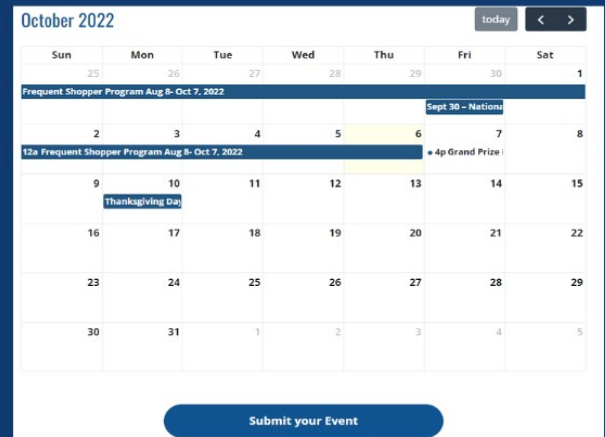 October 2022
today
Sun Mon Tue Wed Thu Fri Sat
25 26 27 28 29 30 1
Frequent Shopper Program Aug 8- Oct 7, 2022
Sept 30 – Nationa
2 3 4 5 6 7 8
12a Frequent Shopper Program Aug 8- Oct 7, 2022
4p Grand Prize
9 10 11 12 13 14 15
Thanksgiving Day
16 17 18 19 20 21 22
23 24 25 26 27 28 29
30 31 1 2 3 4 5
Submit your Event